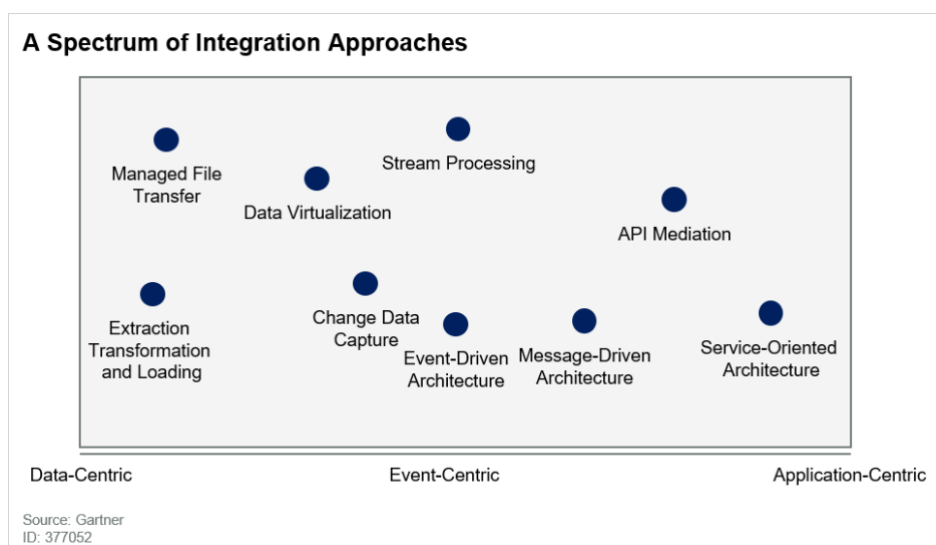 A Spectrum of Integration Approaches
Managed File
Transfer
Data Virtualization
Stream Processing
API Mediation
Extraction
Transformation
and Loading
Change Data
Capture
Event-Driven
Architecture
Message-Driven
Architecture
Service-Oriented
Architecture
Data-Centric
Event-Centric
Application-Centric
Source: Gartner
ID: 377052